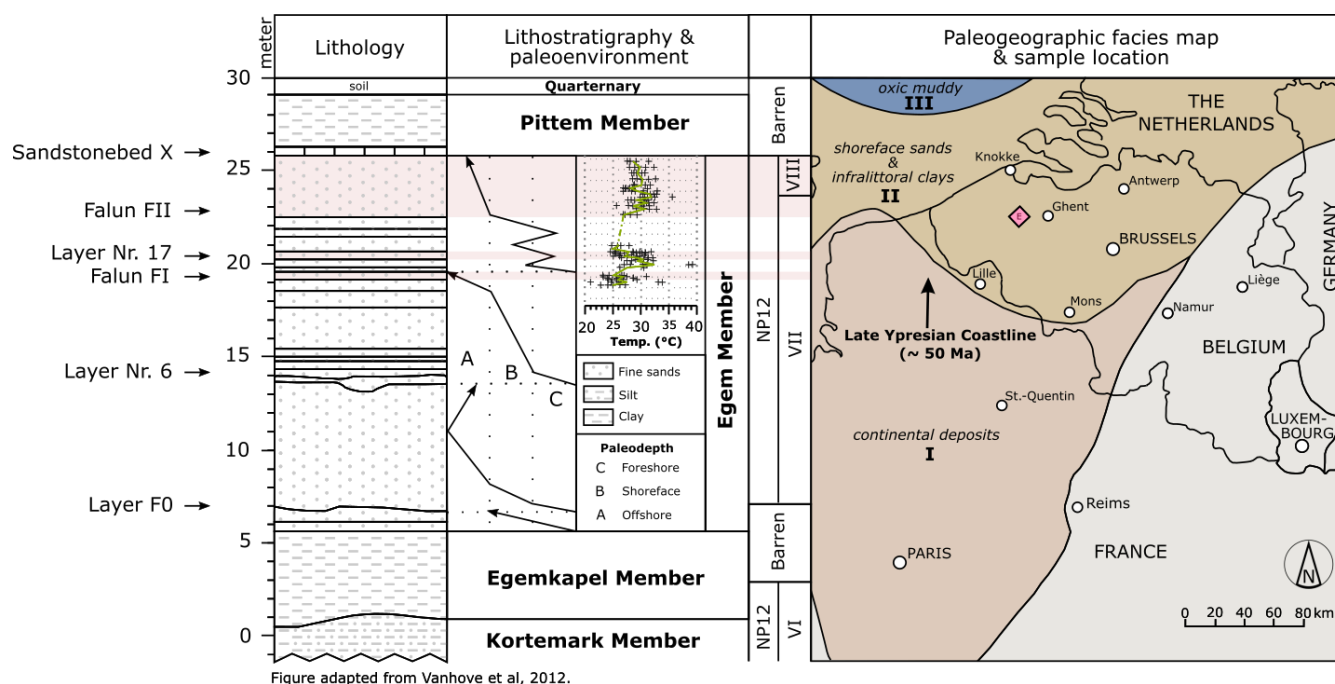 meter
Lithology
Lithostratigraphy &
paleoenvironment
Paleogeographic facies map
& sample location
30
25
20
15
10
5
0
Sandstonebed X
Falun FII
Layer Nr. 17
Falun FI
Layer Nr. 6
Layer F0
soil
Quarternary
Pittem Member
Egem Member
Egemkapel Member
Kortemark Member
A
B
C
20
25
30
35
40
Temp. (°C)
Fine sands
Silt
Clay
Paleodepth
C Foreshore
B Shoreface
A Offshore
Barren
VIII
NP12
VII
Barren
NP12
VI
oxic muddy
III
THE
NETHERLANDS
shoreface sands
&
infralittoral clays
II
Knokke
Antwerp
E
Ghent
BRUSSELS
GERMANY
Lille
Liège
Mons
Namur
Late Ypresian Coastline
(~ 50 Ma)
BELGIUM
St.-Quentin
LUXEM-
BOURG
continental deposits
I
Reims
PARIS
FRANCE
N
0 20 40 60 80 km
Figure adapted from Vanhove et al, 2012.